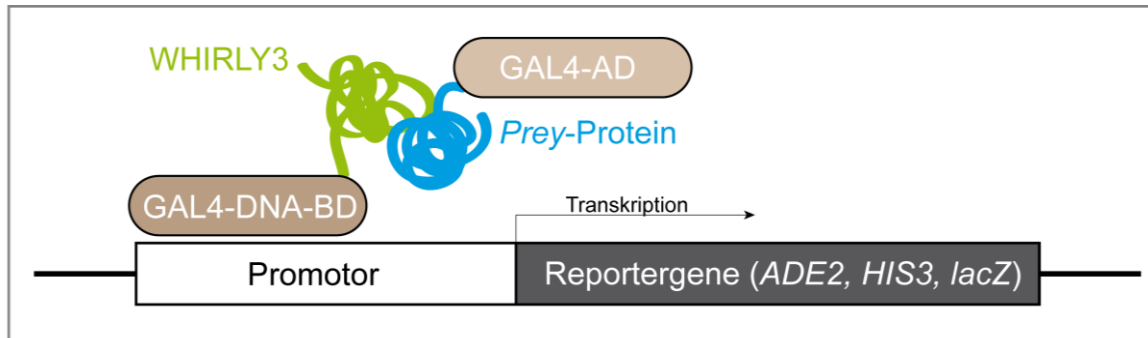 WHIRLY3
GAL4-AD
Prey-Protein
GAL4-DNA-BD
Transkription
Promotor
Reportergene (ADE2, HIS3, lacZ)